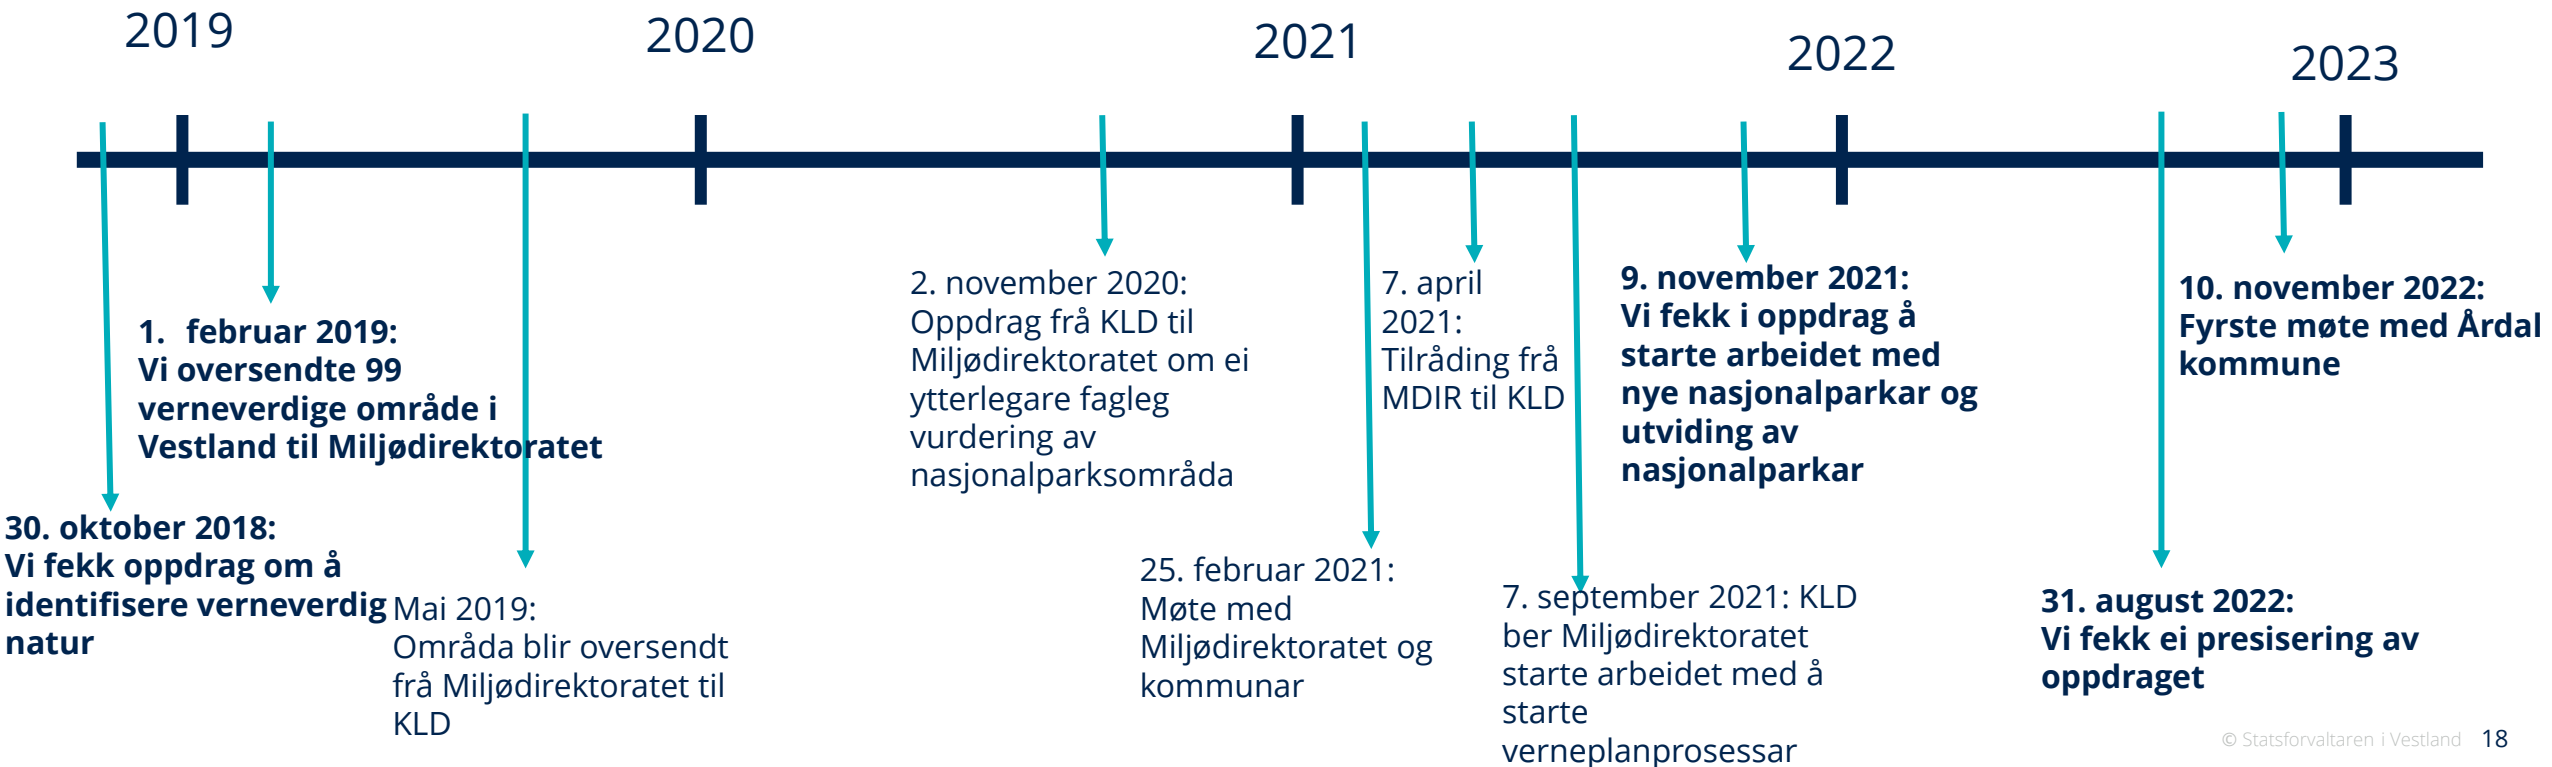 2019
2020
2021
2022
2023
30. oktober 2018:
Vi fekk oppdrag om å
identifisere verneverdig
natur
1. februar 2019:
Vi oversendte 99
verneverdige område i
Vestland til Miljødirektoratet
Mai 2019:
Områda blir oversendt
frå Miljødirektoratet til
KLD
2. november 2020:
Oppdrag frå KLD til
Miljødirektoratet om ei
ytterlegare fagleg
vurdering av
nasjonalparksområda
25. februar 2021:
Møte med
Miljødirektoratet og
kommunar
7. april
2021:
Tilråding frå
MDIR til KLD
7. september 2021: KLD
ber Miljødirektoratet
starte arbeidet med å
starte
verneplanprosessar
9. november 2021:
Vi fekk i oppdrag å
starte arbeidet med
nye nasjonalparkar og
utviding av
nasjonalparkar
31. august 2022:
Vi fekk ei presisering av
oppdraget
10. november 2022:
Fyrste møte med Årdal
kommune
© Statsforvaltaren i Vestland 18